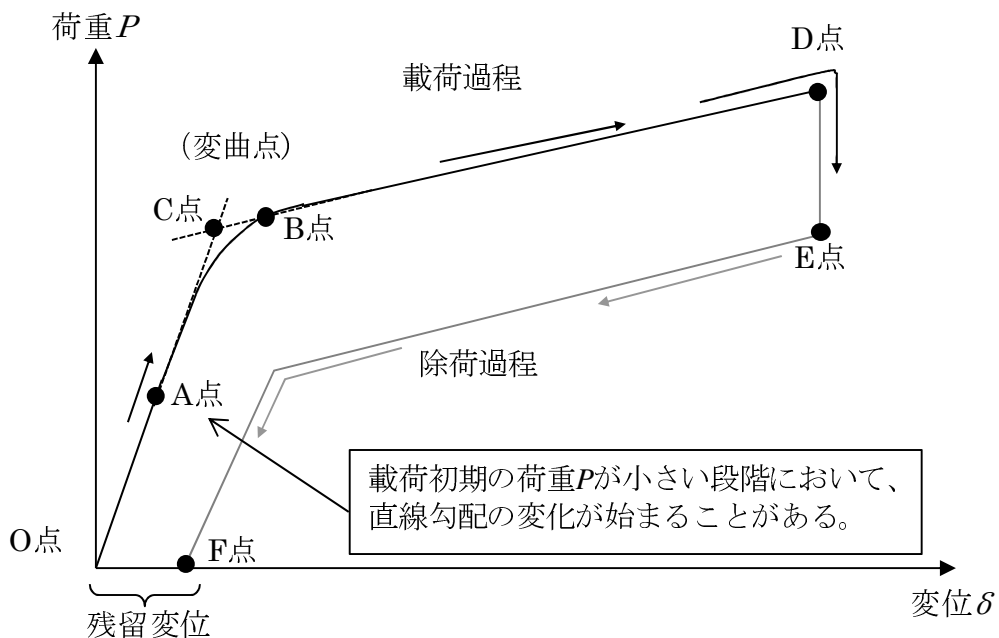 荷重P
D点
載荷過程
(変曲点)
C点
B点
E点
除荷過程
A点
載荷初期の荷重Pが小さい段階において、
直線勾配の変化が始まることがある。
O点
F点
変位δ
残留変位